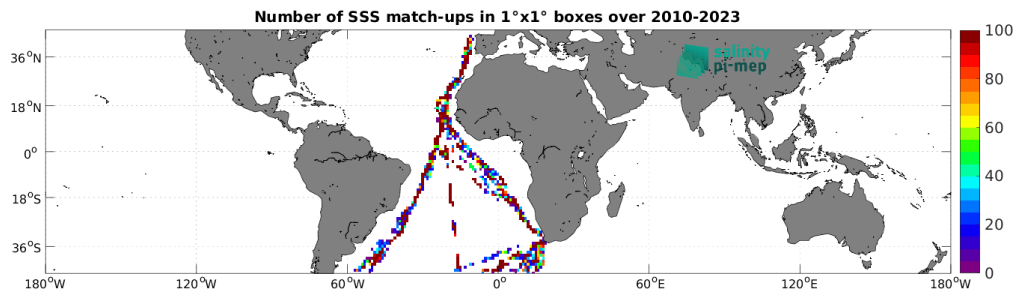 Number of SSS match-ups in 1°x1° boxes over 2010-2023
salinity
pi-mep
36°N
18°N
0°
18°S
36°S
180°W 120°W 60°W 0° 60°E 120°E 180°W
100
80
60
40
20
0